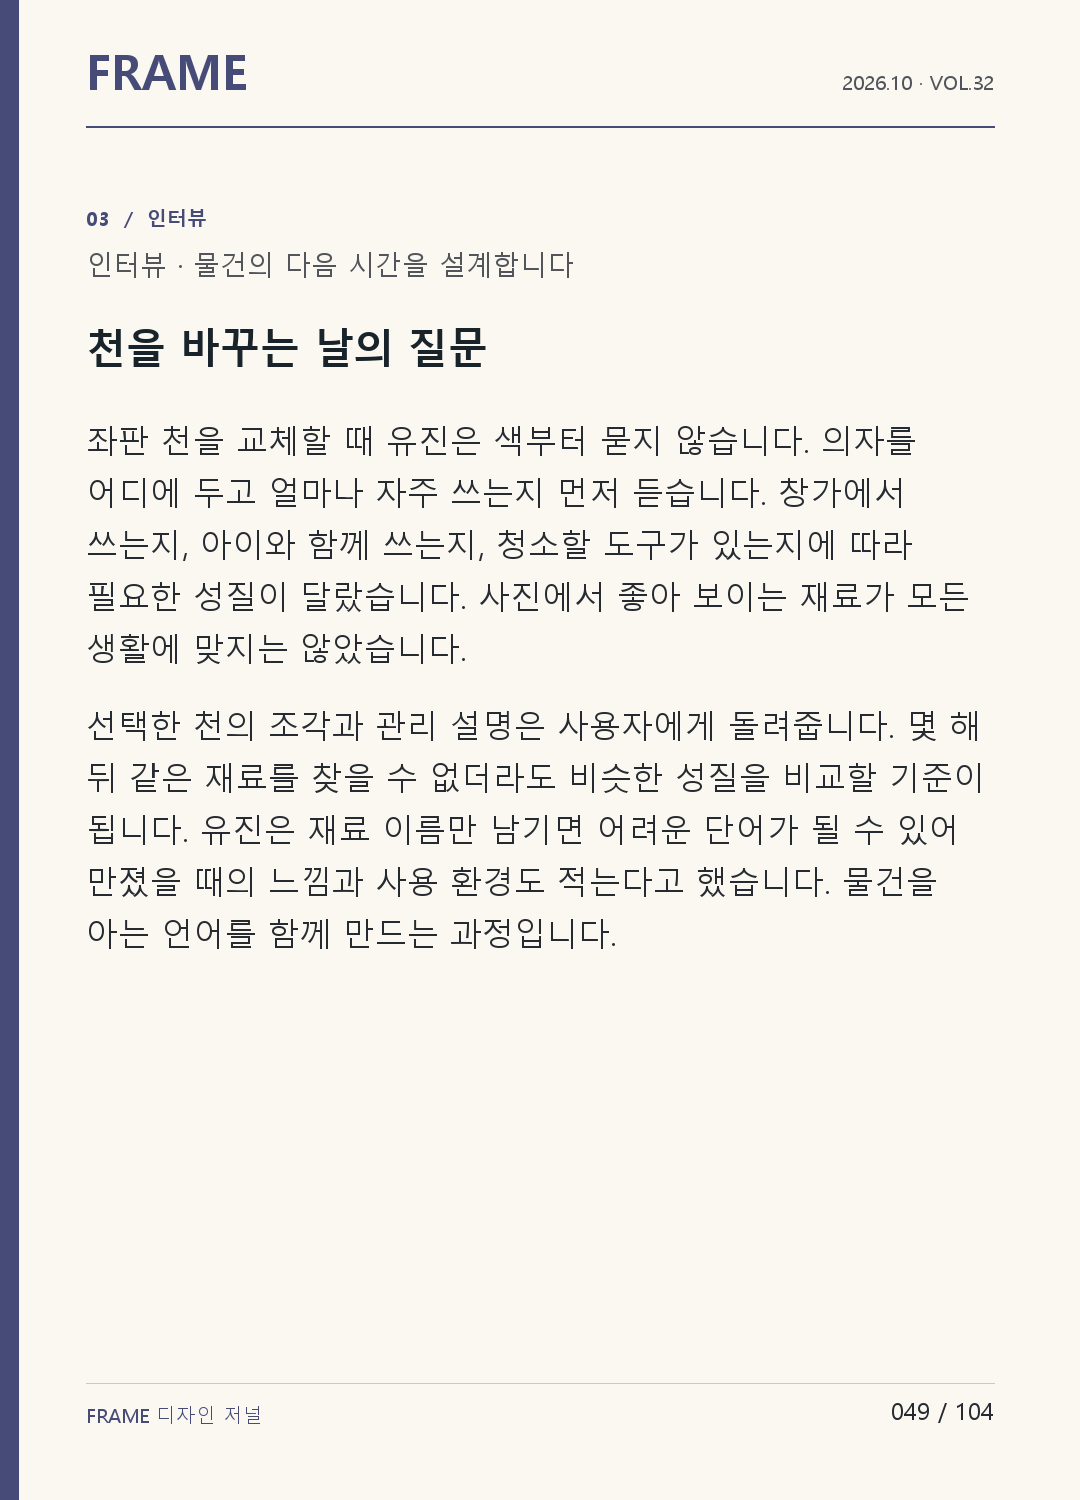 FRAME
2026.10 · VOL.32
03 / 인터뷰
인터뷰 · 물건의 다음 시간을 설계합니다
천을 바꾸는 날의 질문
좌판 천을 교체할 때 유진은 색부터 묻지 않습니다. 의자를
어디에 두고 얼마나 자주 쓰는지 먼저 듣습니다. 창가에서
쓰는지, 아이와 함께 쓰는지, 청소할 도구가 있는지에 따라
필요한 성질이 달랐습니다. 사진에서 좋아 보이는 재료가 모든
생활에 맞지는 않았습니다.
선택한 천의 조각과 관리 설명은 사용자에게 돌려줍니다. 몇 해
뒤 같은 재료를 찾을 수 없더라도 비슷한 성질을 비교할 기준이
됩니다. 유진은 재료 이름만 남기면 어려운 단어가 될 수 있어
만졌을 때의 느낌과 사용 환경도 적는다고 했습니다. 물건을
아는 언어를 함께 만드는 과정입니다.
FRAME 디자인 저널
049 / 104